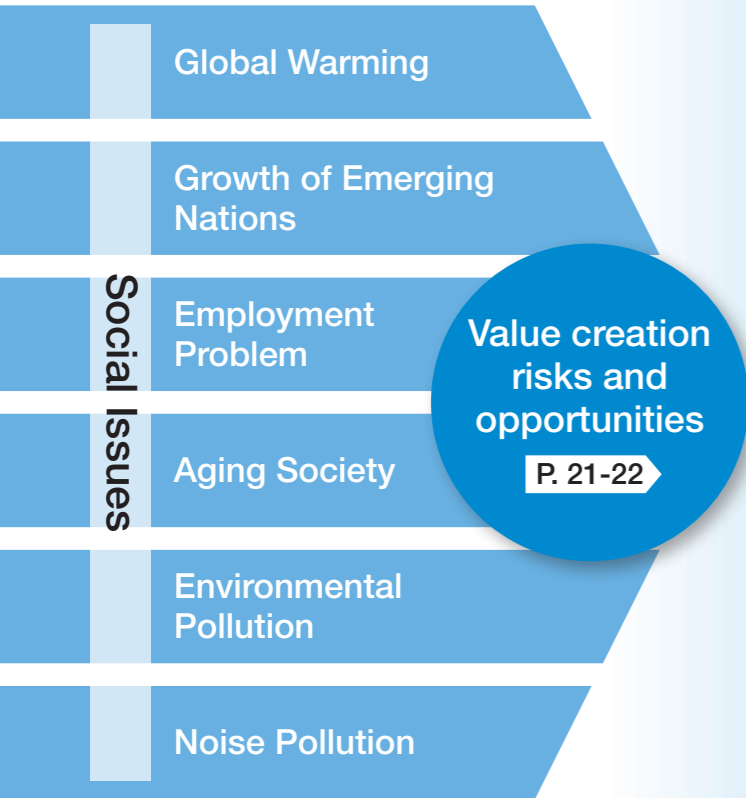 Social Issues
Global Warming
Growth of Emerging
Nations
Employment
Problem
Aging Society
Environmental
Pollution
Noise Pollution
Value creation
risks and
opportunities
P. 21-22